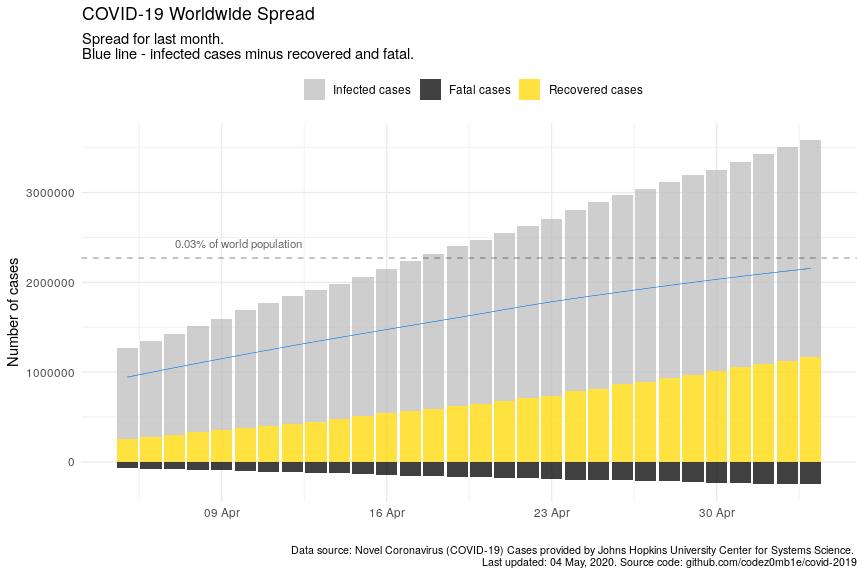 COVID-19 Worldwide Spread
Spread for last month.
Blue line - infected cases minus recovered and fatal.
Infected cases
Fatal cases
Recovered cases
Number of cases
3000000
2000000
1000000
0
0.03% of world population
09 Apr
16 Apr
23 Apr
30 Apr
Data source: Novel Coronavirus (COVID-19) Cases provided by Johns Hopkins University Center for Systems Science.
Last updated: 04 May, 2020. Source code: github.com/codez0mb1e/covid-2019